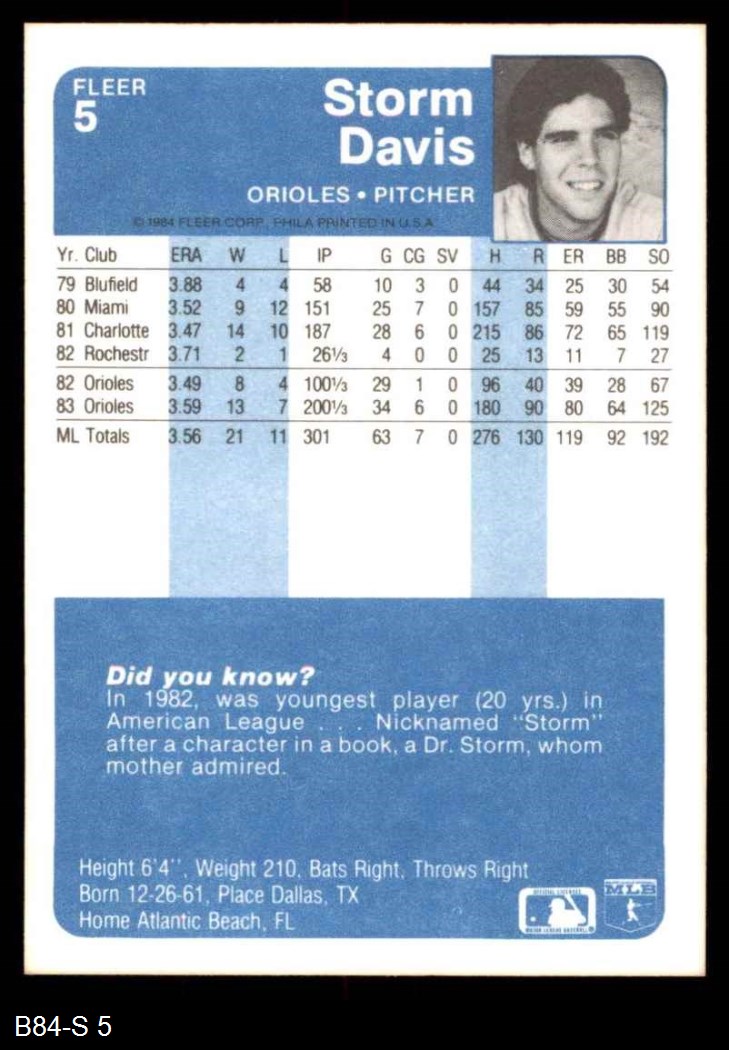 FLEER
5
Storm
Davis
ORIOLES • PITCHER
© 1984 FLEER CORP. PHILA PRINTED IN U.S.A.
Yr. Club ERA W L IP G CG SV H R ER BB SO
79 Blufield 3.88 4 4 58 10 3 0 44 34 25 30 54
80 Miami 3.52 9 12 151 25 7 0 157 85 59 55 90
81 Charlotte 3.47 14 10 187 28 6 0 215 86 72 65 119
82 Rochestr 3.71 2 1 26⅓ 4 0 0 25 13 11 7 27
82 Orioles 3.49 8 4 100⅓ 29 1 0 96 40 39 28 67
83 Orioles 3.59 13 7 200⅓ 34 6 0 180 90 80 64 125
ML Totals 3.56 21 11 301 63 7 0 276 130 119 92 192
Did you know?
In 1982, was youngest player (20 yrs.) in
American League . . . Nicknamed "Storm"
after a character in a book, a Dr. Storm, whom
mother admired.
Height 6'4'', Weight 210, Bats Right, Throws Right
Born 12-26-61, Place Dallas, TX
Home Atlantic Beach, FL
MLB
B84-S 5